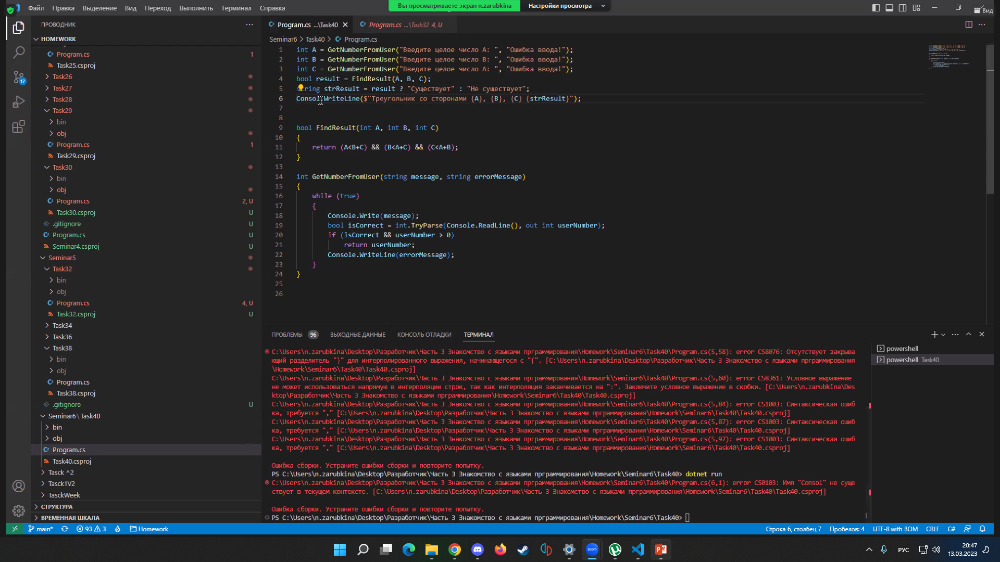 Файл Правка Выделение Вид Переход Выполнить Терминал Справка
Вы просматриваете экран n.zarubkina Настройки просмотра
Вид
ПРОВОДНИК
HOMEWORK
Program.cs 1
Task25.csproj
Task26
Task27
Task28
Task29
bin
obj
Program.cs 1
Task29.csproj
Task30
bin
obj
Program.cs 2, U
Task30.csproj U
.gitignore U
Program.cs U
Seminar4.csproj U
Seminar5
Task32
bin
obj
Program.cs 4, U
Task32.csproj U
Task34
Task36
Task38
bin
obj
Program.cs
Task38.csproj
.gitignore U
Seminar6\Task40
bin
obj
Program.cs
Task40.csproj
Tasck ^2
Tasck1V2
TasckWeek
СТРУКТУРА
ВРЕМЕННАЯ ШКАЛА
17
Program.cs ...\Task40
Program.cs ...\Task32 4, U
Seminar6 > Task40 > Program.cs
1 int A = GetNumberFromUser("Введите целое число A: ", "Ошибка ввода!");
2 int B = GetNumberFromUser("Введите целое число B: ", "Ошибка ввода!");
3 int C = GetNumberFromUser("Введите целое число A: ", "Ошибка ввода!");
4 bool result = FindResult(A, B, C);
5 string strResult = result ? "Существует" : "Не существует";
6 Consol.WriteLine($"Треугольник со сторонами {A}, {B}, {C} {strResult}");
7
8
9 bool FindResult(int A, int B, int C)
10 {
11 return (A<B+C) && (B<A+C) && (C<A+B);
12 }
13
14 int GetNumberFromUser(string message, string errorMessage)
15 {
16 while (true)
17 {
18 Console.Write(message);
19 bool isCorrect = int.TryParse(Console.ReadLine(), out int userNumber);
20 if (isCorrect && userNumber > 0)
21 return userNumber;
22 Console.WriteLine(errorMessage);
23 }
24 }
25
26
ПРОБЛЕМЫ 96 ВЫХОДНЫЕ ДАННЫЕ КОНСОЛЬ ОТЛАДКИ ТЕРМИНАЛ
C:\Users\n.zarubkina\Desktop\Разработчик\Часть 3 Знакомство с языками прграммирования\Homework\Seminar6\Task40\Program.cs(5,58): error CS8076: Отсутствует закрыва
ющий разделитель "}" для интерполированного выражения, начинающегося с "{". [C:\Users\n.zarubkina\Desktop\Разработчик\Часть 3 Знакомство с языками прграммирования
\Homework\Seminar6\Task40\Task40.csproj]
C:\Users\n.zarubkina\Desktop\Разработчик\Часть 3 Знакомство с языками прграммирования\Homework\Seminar6\Task40\Program.cs(5,60): error CS8361: Условное выражение
не может использоваться напрямую в интерполяции строк, так как интерполяция заканчивается на ":". Заключите условное выражение в скобки. [C:\Users\n.zarubkina\Des
ktop\Разработчик\Часть 3 Знакомство с языками прграммирования\Homework\Seminar6\Task40\Task40.csproj]
C:\Users\n.zarubkina\Desktop\Разработчик\Часть 3 Знакомство с языками прграммирования\Homework\Seminar6\Task40\Program.cs(5,84): error CS1003: Синтаксическая ошиб
ка, требуется "," [C:\Users\n.zarubkina\Desktop\Разработчик\Часть 3 Знакомство с языками прграммирования\Homework\Seminar6\Task40\Task40.csproj]
C:\Users\n.zarubkina\Desktop\Разработчик\Часть 3 Знакомство с языками прграммирования\Homework\Seminar6\Task40\Program.cs(5,87): error CS1003: Синтаксическая ошиб
ка, требуется "," [C:\Users\n.zarubkina\Desktop\Разработчик\Часть 3 Знакомство с языками прграммирования\Homework\Seminar6\Task40\Task40.csproj]
C:\Users\n.zarubkina\Desktop\Разработчик\Часть 3 Знакомство с языками прграммирования\Homework\Seminar6\Task40\Program.cs(5,97): error CS1003: Синтаксическая ошиб
ка, требуется "," [C:\Users\n.zarubkina\Desktop\Разработчик\Часть 3 Знакомство с языками прграммирования\Homework\Seminar6\Task40\Task40.csproj]
Ошибка сборки. Устраните ошибки сборки и повторите попытку.
PS C:\Users\n.zarubkina\Desktop\Разработчик\Часть 3 Знакомство с языками прграммирования\Homework\Seminar6\Task40> dotnet run
C:\Users\n.zarubkina\Desktop\Разработчик\Часть 3 Знакомство с языками прграммирования\Homework\Seminar6\Task40\Program.cs(6,1): error CS0103: Имя "Consol" не суще
ствует в текущем контексте. [C:\Users\n.zarubkina\Desktop\Разработчик\Часть 3 Знакомство с языками прграммирования\Homework\Seminar6\Task40\Task40.csproj]
Ошибка сборки. Устраните ошибки сборки и повторите попытку.
PS C:\Users\n.zarubkina\Desktop\Разработчик\Часть 3 Знакомство с языками прграммирования\Homework\Seminar6\Task40>
powershell
powershell Task40
main* 93 3 Homework
Строка 6, столбец 7 Пробелов: 4 UTF-8 with BOM CRLF C#
zoom
РУС
20:47
13.03.2023